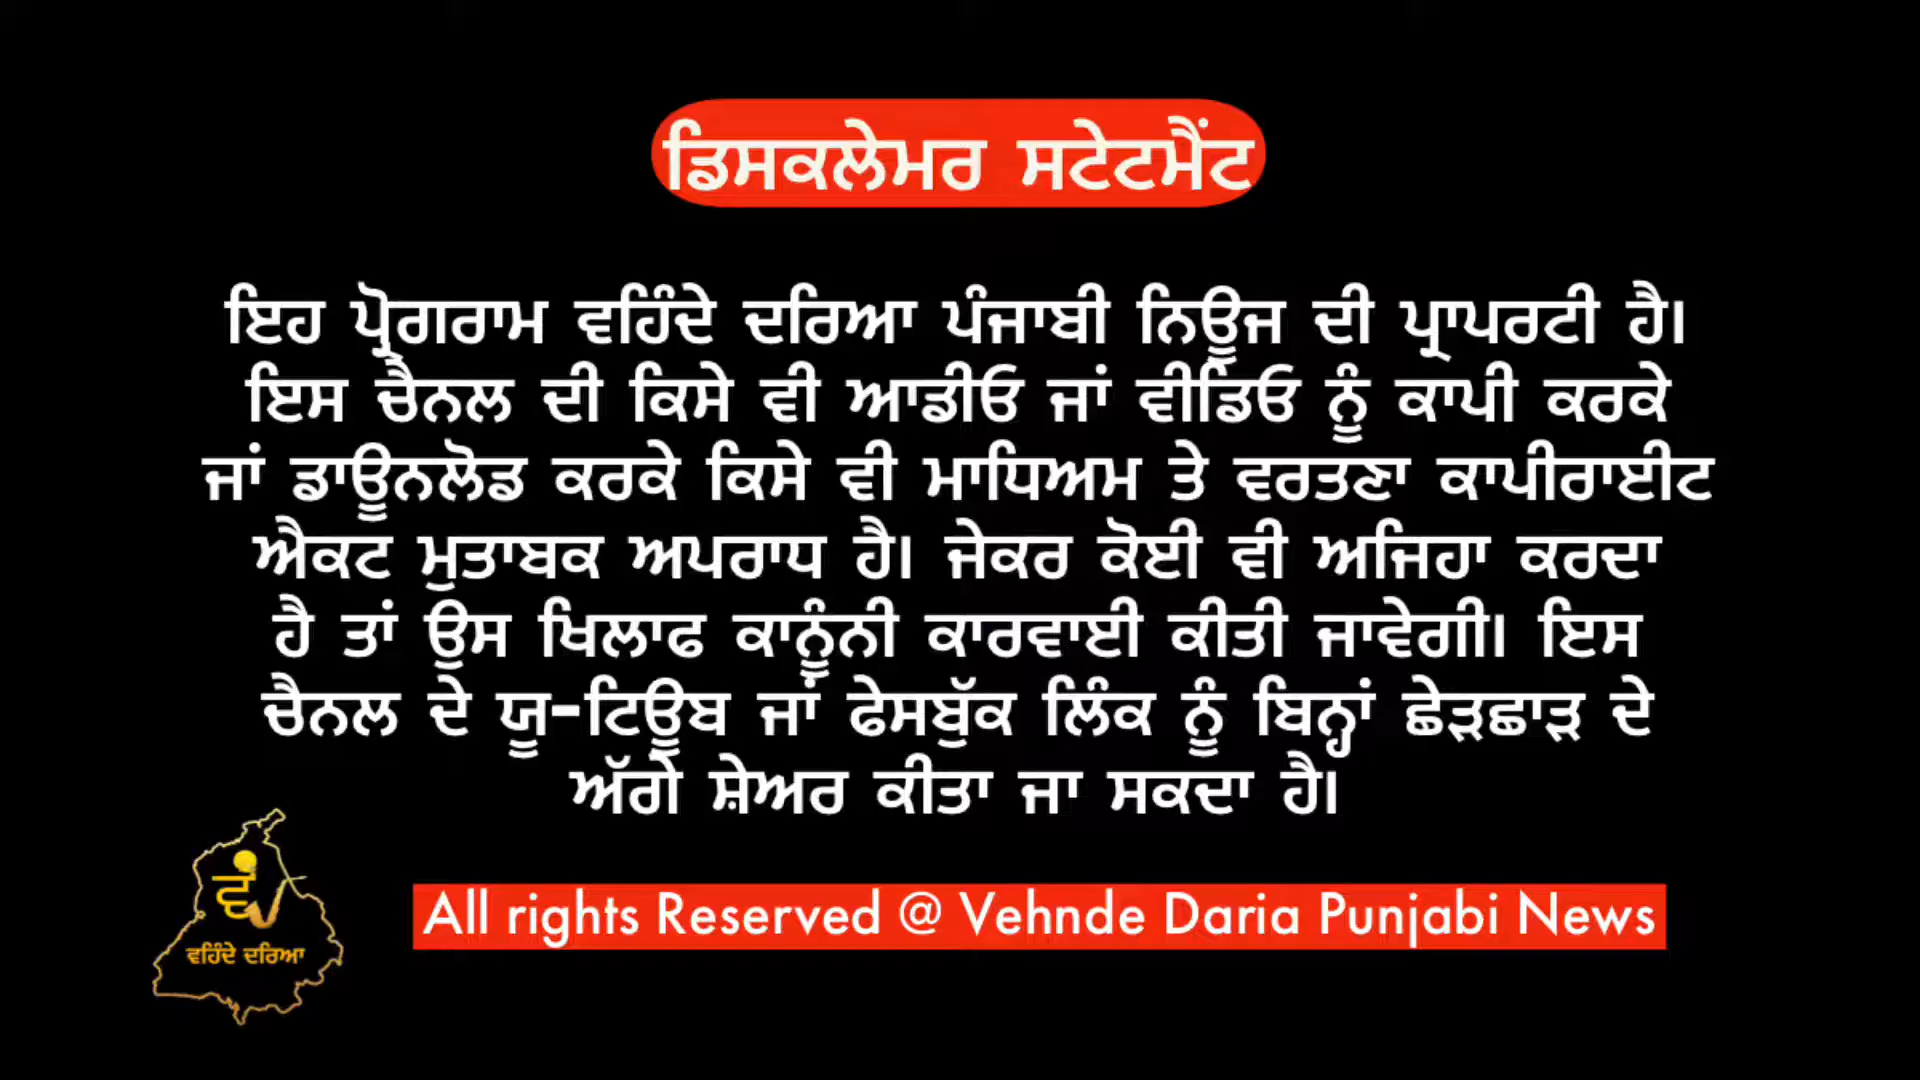 ਡਿਸਕਲੇਮਰ ਸਟੇਟਮੈਂਟ
ਇਹ ਪ੍ਰੋਗਰਾਮ ਵਹਿੰਦੇ ਦਰਿਆ ਪੰਜਾਬੀ ਨਿਊਜ ਦੀ ਪ੍ਰਾਪਰਟੀ ਹੈ।
ਇਸ ਚੈਨਲ ਦੀ ਕਿਸੇ ਵੀ ਆਡੀਓ ਜਾਂ ਵੀਡਿਓ ਨੂੰ ਕਾਪੀ ਕਰਕੇ
ਜਾਂ ਡਾਊਨਲੋਡ ਕਰਕੇ ਕਿਸੇ ਵੀ ਮਾਧਿਅਮ ਤੇ ਵਰਤਣਾ ਕਾਪੀਰਾਈਟ
ਐਕਟ ਮੁਤਾਬਕ ਅਪਰਾਧ ਹੈ। ਜੇਕਰ ਕੋਈ ਵੀ ਅਜਿਹਾ ਕਰਦਾ
ਹੈ ਤਾਂ ਉਸ ਖਿਲਾਫ ਕਾਨੂੰਨੀ ਕਾਰਵਾਈ ਕੀਤੀ ਜਾਵੇਗੀ। ਇਸ
ਚੈਨਲ ਦੇ ਯੂ-ਟਿਊਬ ਜਾਂ ਫੇਸਬੁੱਕ ਲਿੰਕ ਨੂੰ ਬਿਨ੍ਹਾਂ ਛੇੜਛਾੜ ਦੇ
ਅੱਗੇ ਸ਼ੇਅਰ ਕੀਤਾ ਜਾ ਸਕਦਾ ਹੈ।
ਵਹਿੰਦੇ ਦਰਿਆ
All rights Reserved @ Vehnde Daria Punjabi News